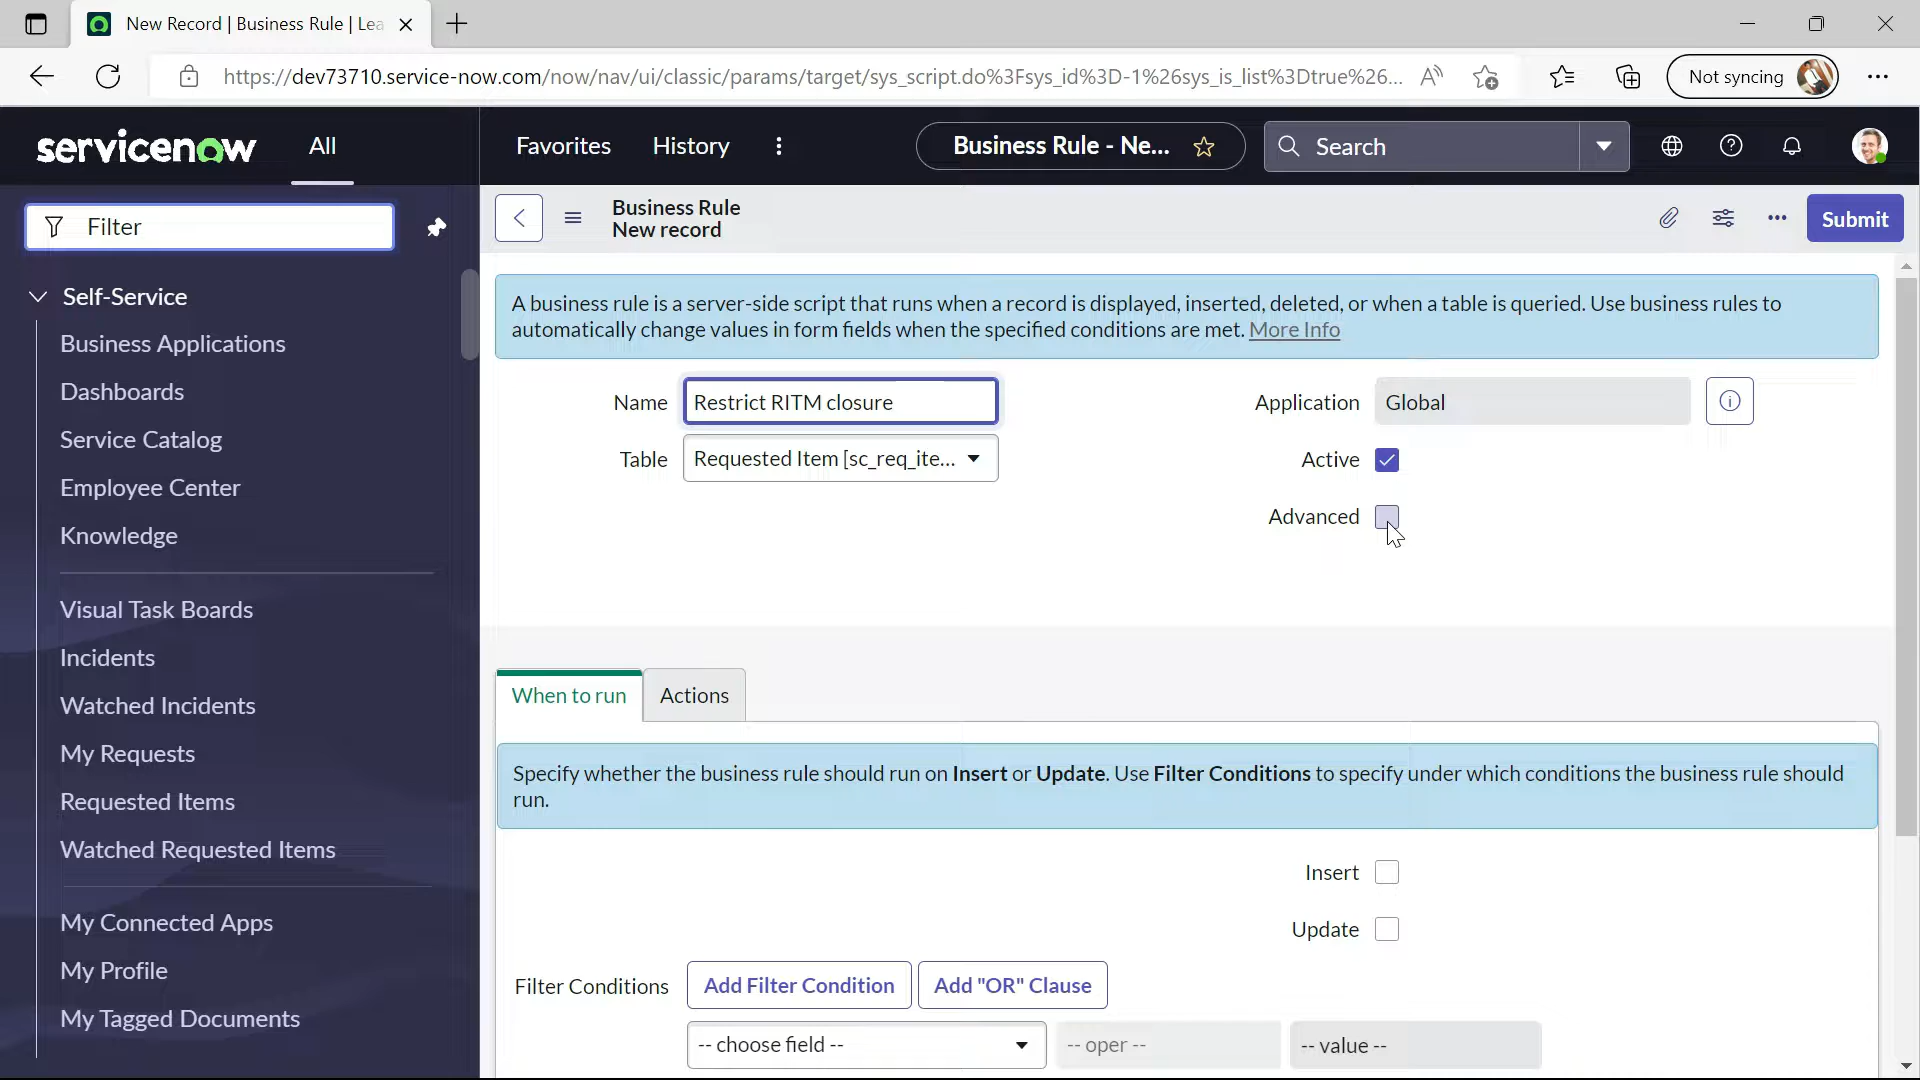 New Record | Business Rule | Lea
https://dev73710.service-now.com/now/nav/ui/classic/params/target/sys_script.do%3Fsys_id%3D-1%26sys_is_list%3Dtrue%26...
Not syncing
servicenow
All
Favorites
History
Business Rule - Ne...
Search
Filter
Business Rule
New record
Submit
Self-Service
Business Applications
Dashboards
Service Catalog
Employee Center
Knowledge
Visual Task Boards
Incidents
Watched Incidents
My Requests
Requested Items
Watched Requested Items
My Connected Apps
My Profile
My Tagged Documents
A business rule is a server-side script that runs when a record is displayed, inserted, deleted, or when a table is queried. Use business rules to
automatically change values in form fields when the specified conditions are met. More Info
Name
Restrict RITM closure
Application
Global
Table
Requested Item [sc_req_ite...
Active
Advanced
When to run
Actions
Specify whether the business rule should run on Insert or Update. Use Filter Conditions to specify under which conditions the business rule should
run.
Insert
Update
Filter Conditions
Add Filter Condition
Add "OR" Clause
-- choose field --
-- oper --
-- value --